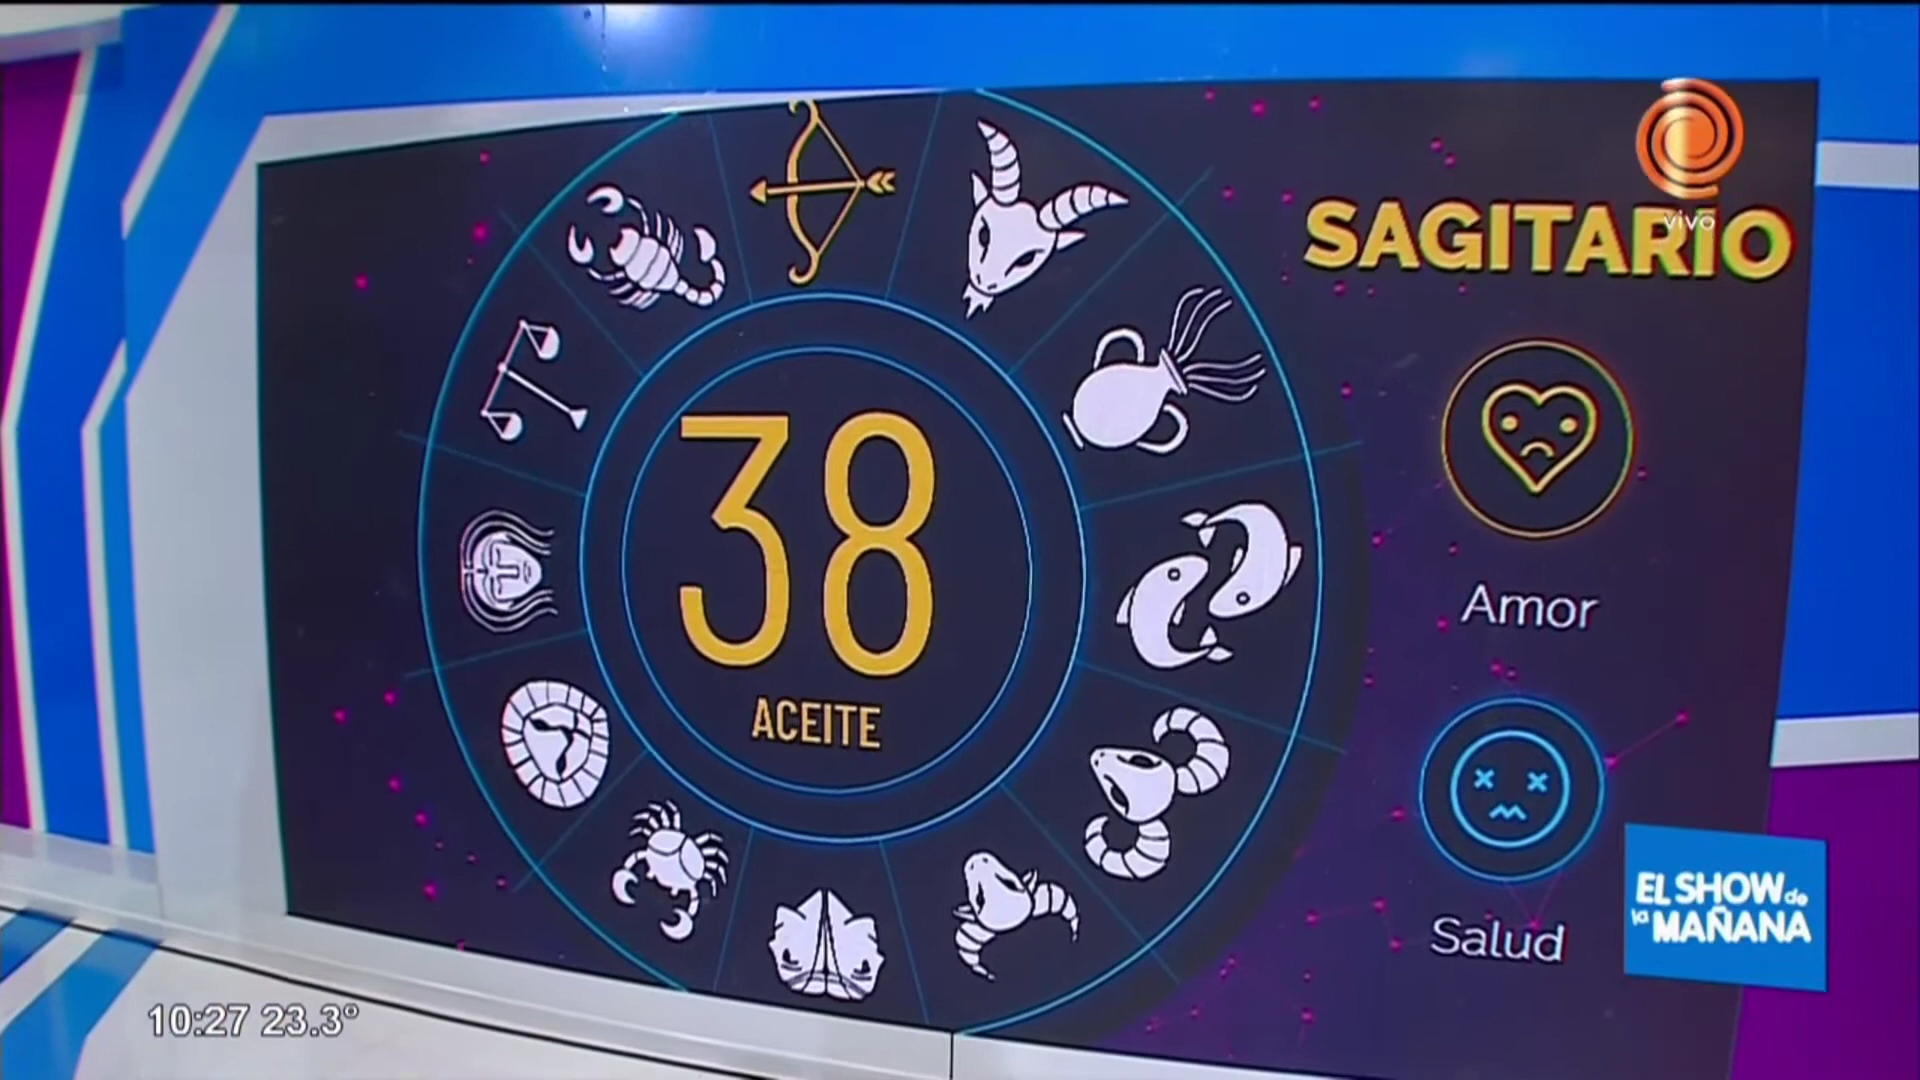 vivo
SAGITARIO
38
ACEITE
Amor
Salud
EL SHOW de
la MAÑANA
10:27 23.3°